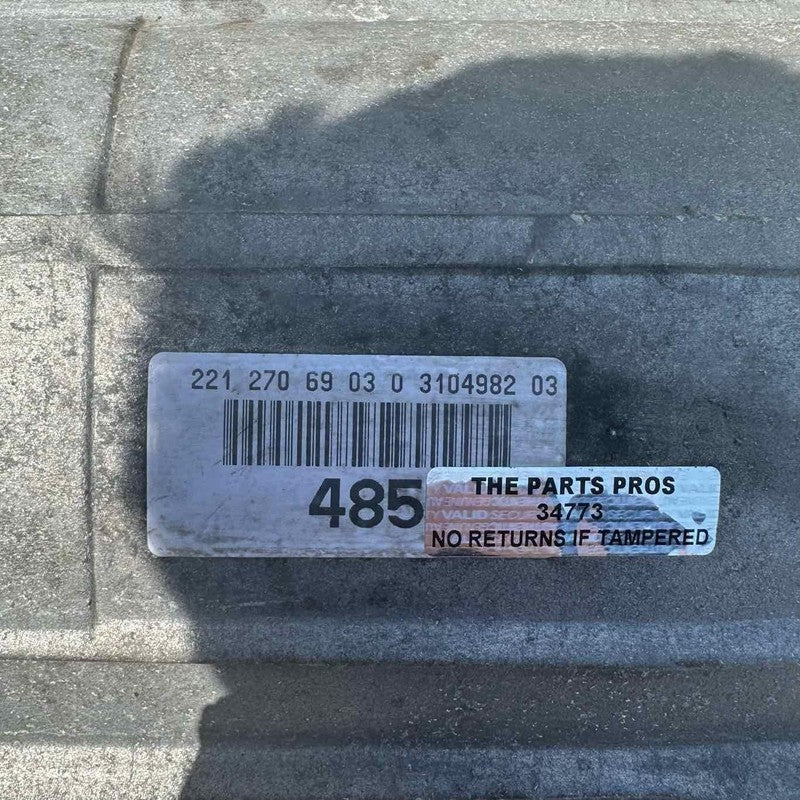 221 270 69 03 0 3104982 03
485
THE PARTS PROS
34773
NO RETURNS IF TAMPERED